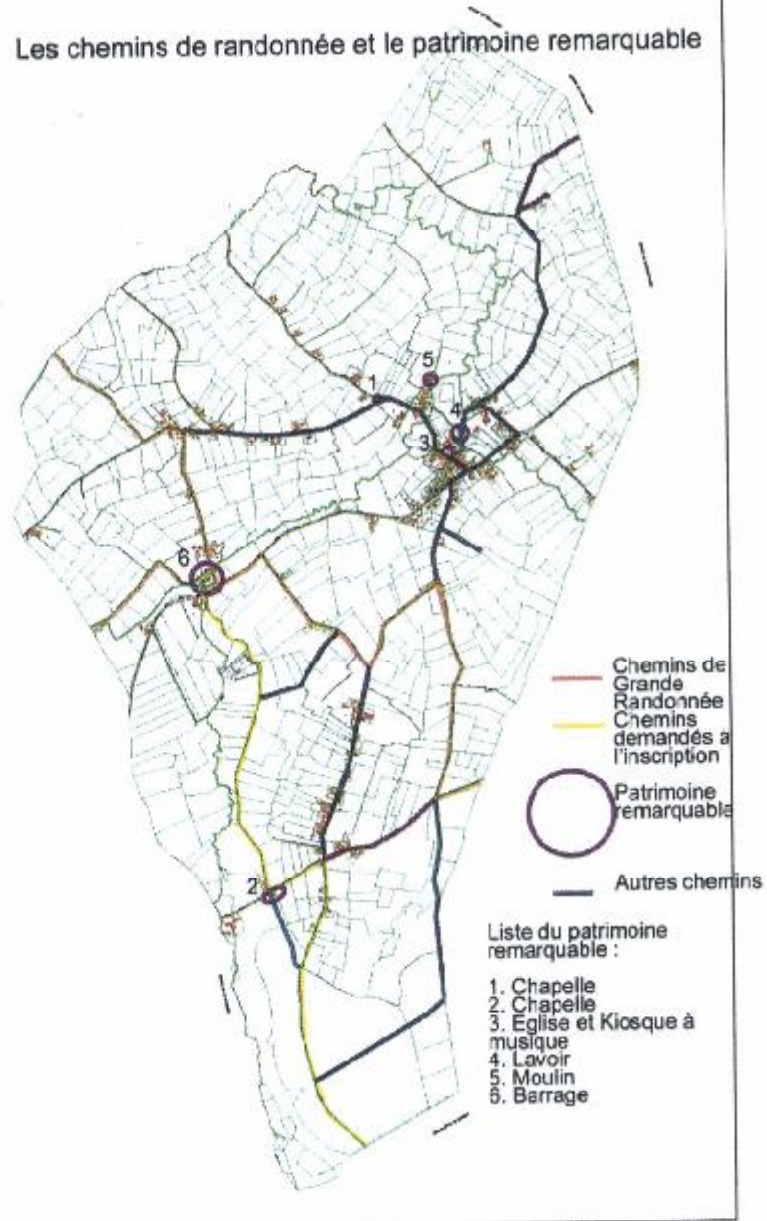 Les chemins de randonnée et le patrimoine remarquable
5
1
4
3
6
2
Chemins de
Grande
Randonnée
Chemins
demandés à
l'inscription
Patrimoine
remarquable
Autres chemins
Liste du patrimoine
remarquable :
1. Chapelle
2. Chapelle
3. Eglise et Kiosque à
musique
4. Lavoir
5. Moulin
6. Barrage